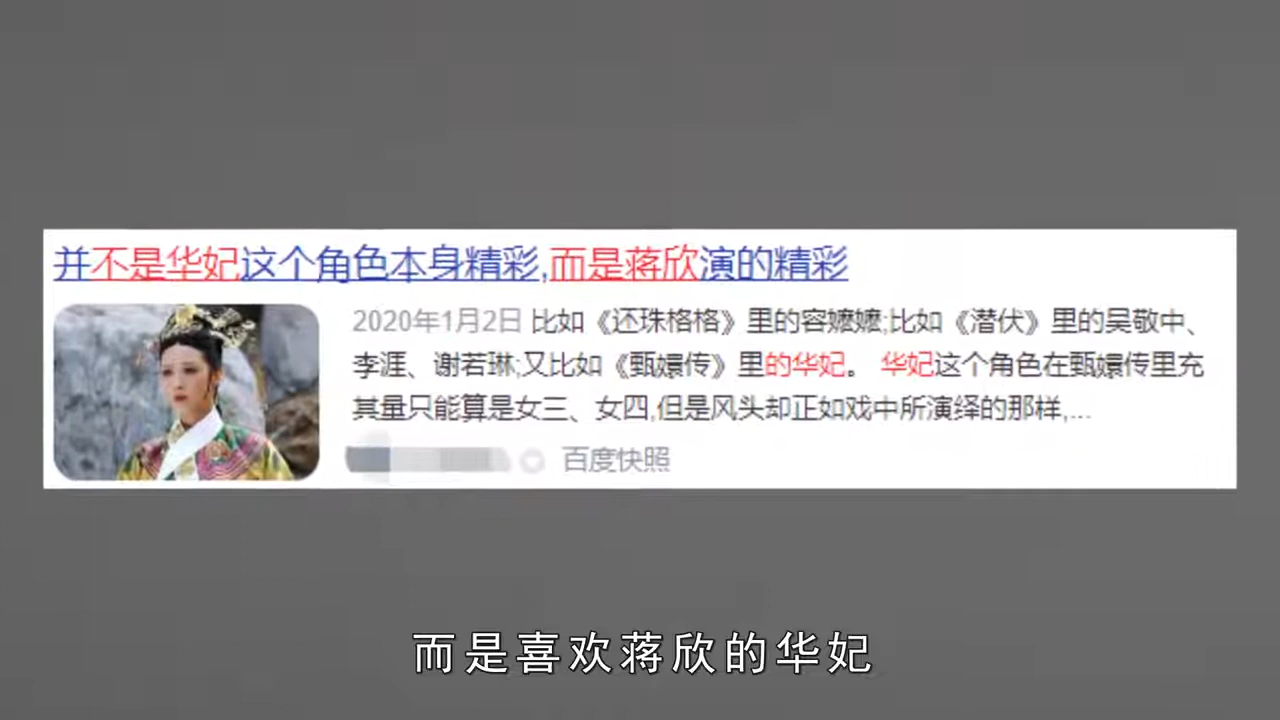 并不是华妃这个角色本身精彩,而是蒋欣演的精彩
2020年1月2日 比如《还珠格格》里的容嬷嬷;比如《潜伏》里的吴敬中、
李涯、谢若琳;又比如《甄嬛传》里的华妃。 华妃这个角色在甄嬛传里充
其量只能算是女三、女四,但是风头却正如戏中所演绎的那样,...
百度快照
而是喜欢蒋欣的华妃